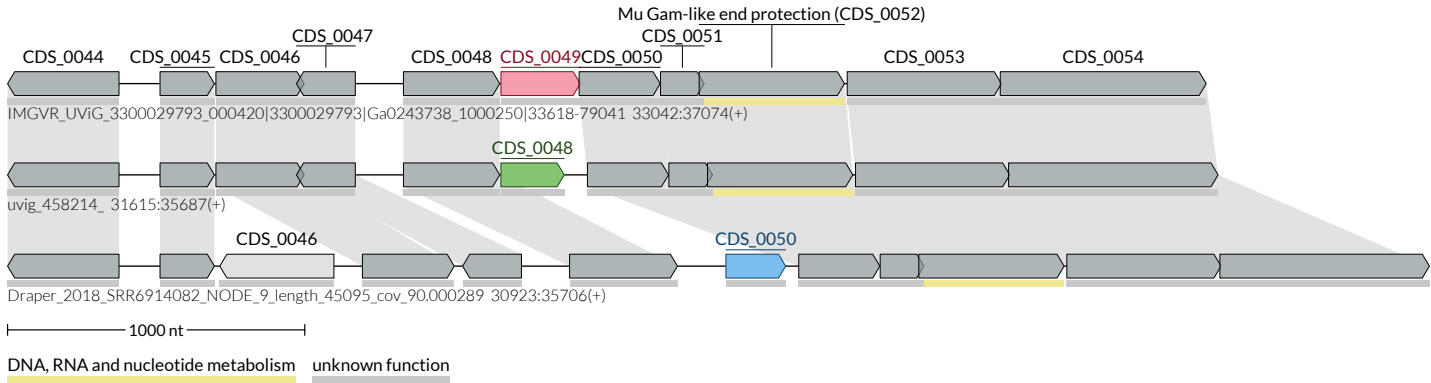 Mu Gam-like end protection (CDS_0052)
CDS_0047 CDS_0051
CDS_0044 CDS_0045 CDS_0046 CDS_0048 CDS_0049 CDS_0050 CDS_0053 CDS_0054
IMGVR_UViG_3300029793_000420|3300029793|Ga0243738_1000250|33618-79041 33042:37074(+)
CDS_0048
uvig_458214_ 31615:35687(+)
CDS_0046 CDS_0050
Draper_2018_SRR6914082_NODE_9_length_45095_cov_90.000289 30923:35706(+)
1000 nt
DNA, RNA and nucleotide metabolism unknown function